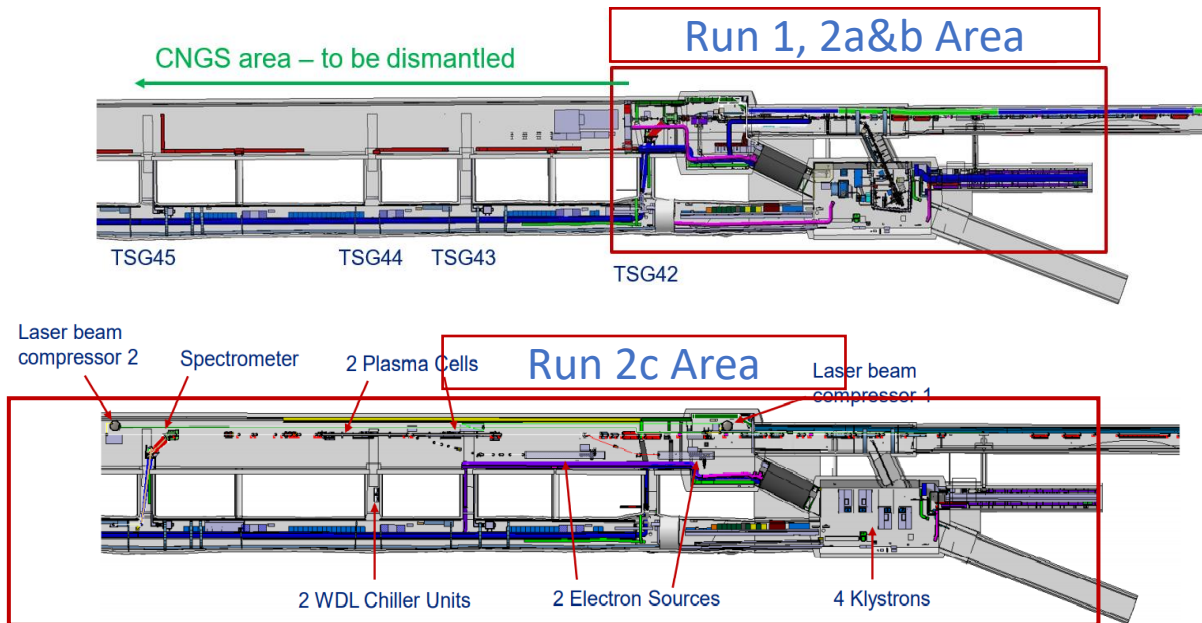 Run 1, 2a&b Area
CNGS area – to be dismantled
TSG45
TSG44
TSG43
TSG42
Laser beam
compressor 2
Spectrometer
2 Plasma Cells
Run 2c Area
Laser beam
compressor 1
2 WDL Chiller Units
2 Electron Sources
4 Klystrons